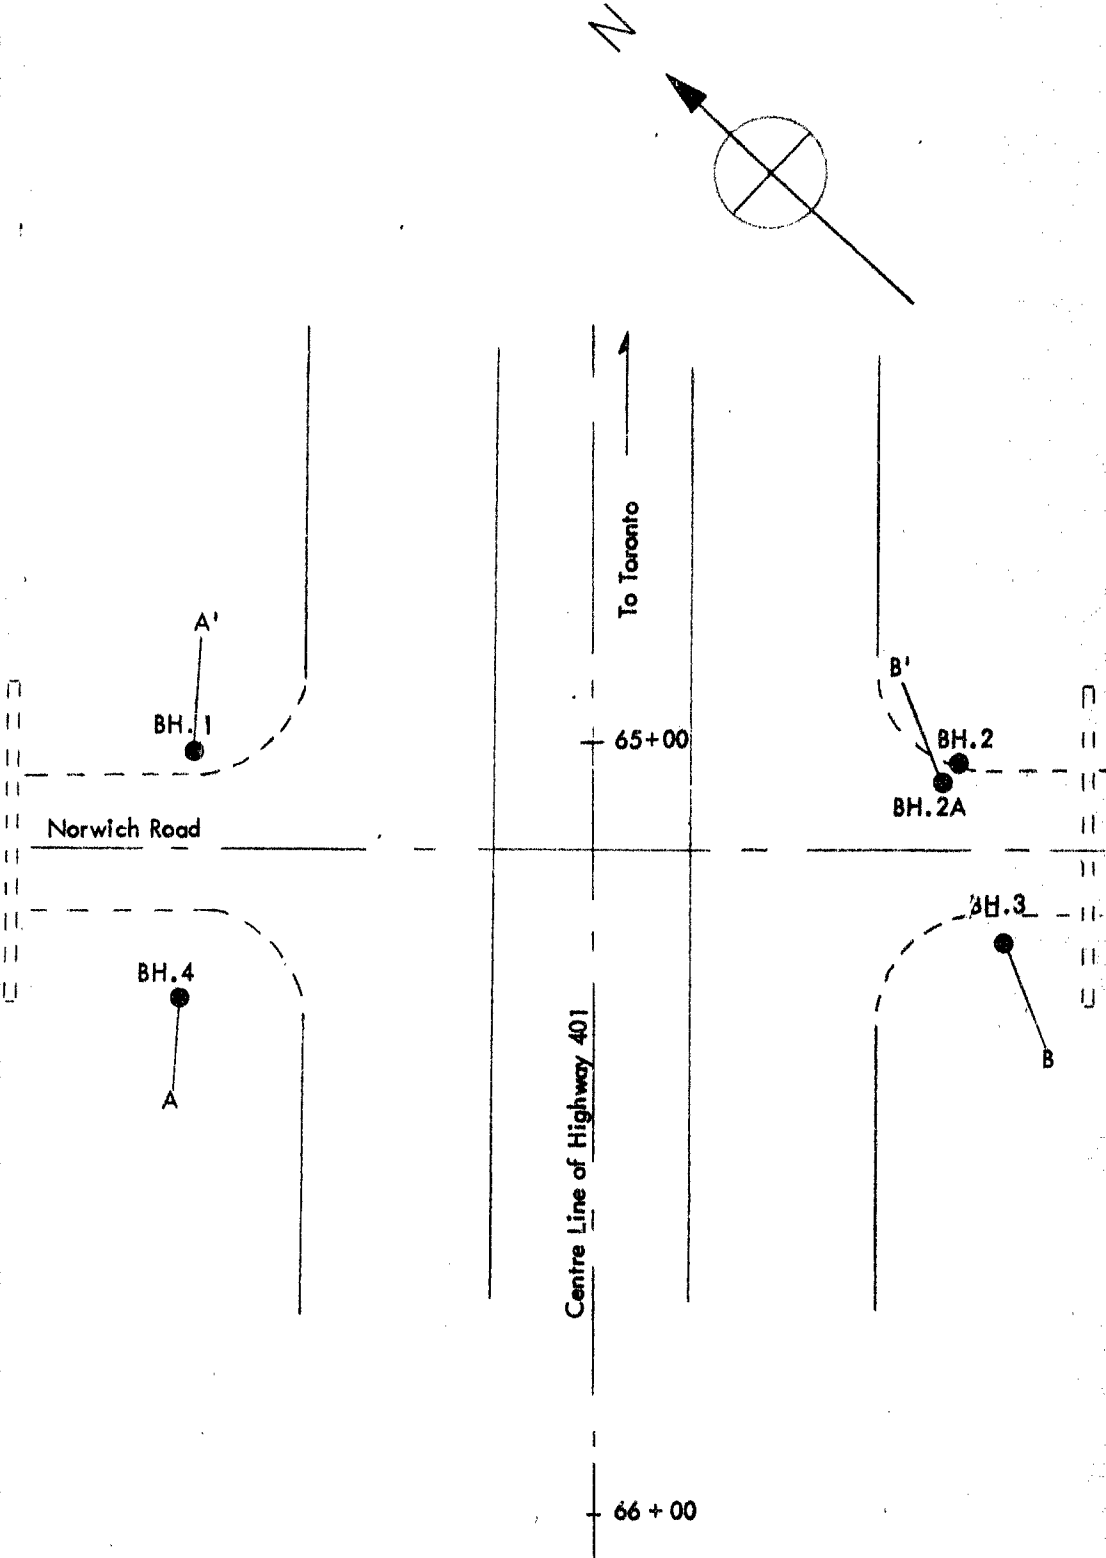 N
To Toronto
A'
B'
BH.1
65+00
BH.2
BH.2A
Norwich Road
BH.3
BH.4
B
A
Centre Line of Highway 401
66+00